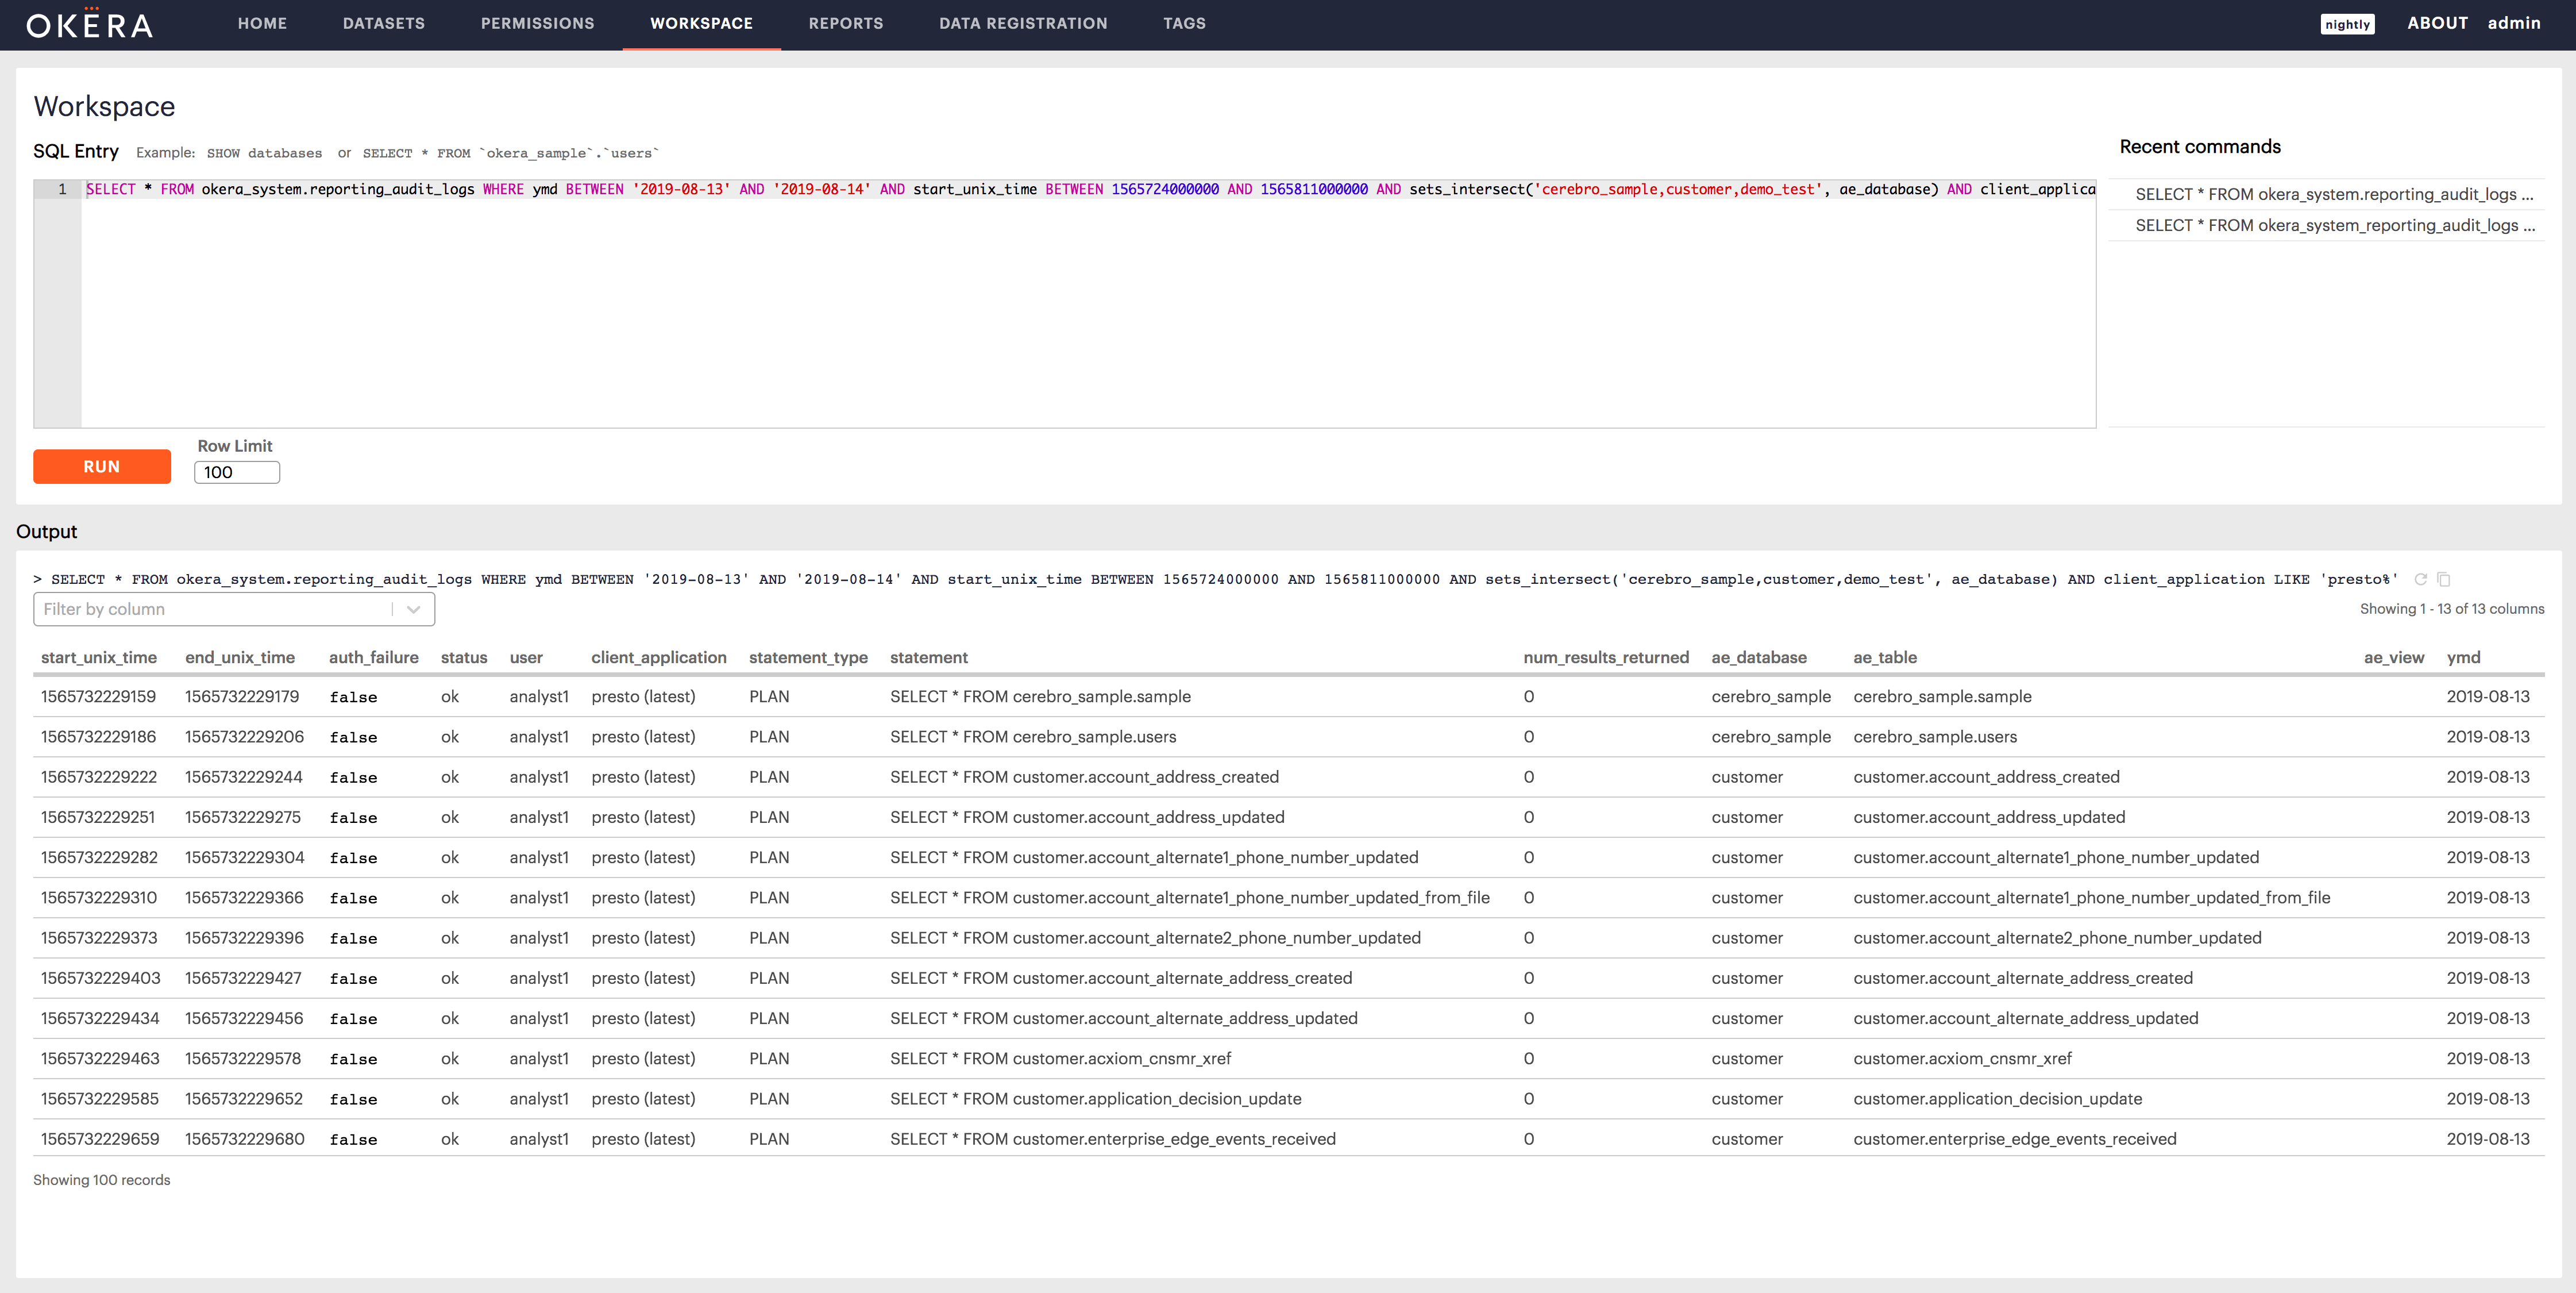 OKERA HOME DATASETS PERMISSIONS WORKSPACE REPORTS DATA REGISTRATION TAGS nightly ABOUT admin
Workspace
SQL Entry Example: SHOW databases or SELECT * FROM `okera_sample`.`users`
1 SELECT * FROM okera_system.reporting_audit_logs WHERE ymd BETWEEN '2019-08-13' AND '2019-08-14' AND start_unix_time BETWEEN 1565724000000 AND 1565811000000 AND sets_intersect('cerebro_sample,customer,demo_test', ae_database) AND client_applica
Recent commands
SELECT * FROM okera_system.reporting_audit_logs ...
SELECT * FROM okera_system_reporting_audit_logs ...
RUN
Row Limit
100
Output
> SELECT * FROM okera_system.reporting_audit_logs WHERE ymd BETWEEN '2019-08-13' AND '2019-08-14' AND start_unix_time BETWEEN 1565724000000 AND 1565811000000 AND sets_intersect('cerebro_sample,customer,demo_test', ae_database) AND client_application LIKE 'presto%'
Filter by column
Showing 1 - 13 of 13 columns
start_unix_time end_unix_time auth_failure status user client_application statement_type statement num_results_returned ae_database ae_table ae_view ymd
1565732229159 1565732229179 false ok analyst1 presto (latest) PLAN SELECT * FROM cerebro_sample.sample 0 cerebro_sample cerebro_sample.sample 2019-08-13
1565732229186 1565732229206 false ok analyst1 presto (latest) PLAN SELECT * FROM cerebro_sample.users 0 cerebro_sample cerebro_sample.users 2019-08-13
1565732229222 1565732229244 false ok analyst1 presto (latest) PLAN SELECT * FROM customer.account_address_created 0 customer customer.account_address_created 2019-08-13
1565732229251 1565732229275 false ok analyst1 presto (latest) PLAN SELECT * FROM customer.account_address_updated 0 customer customer.account_address_updated 2019-08-13
1565732229282 1565732229304 false ok analyst1 presto (latest) PLAN SELECT * FROM customer.account_alternate1_phone_number_updated 0 customer customer.account_alternate1_phone_number_updated 2019-08-13
1565732229310 1565732229366 false ok analyst1 presto (latest) PLAN SELECT * FROM customer.account_alternate1_phone_number_updated_from_file 0 customer customer.account_alternate1_phone_number_updated_from_file 2019-08-13
1565732229373 1565732229396 false ok analyst1 presto (latest) PLAN SELECT * FROM customer.account_alternate2_phone_number_updated 0 customer customer.account_alternate2_phone_number_updated 2019-08-13
1565732229403 1565732229427 false ok analyst1 presto (latest) PLAN SELECT * FROM customer.account_alternate_address_created 0 customer customer.account_alternate_address_created 2019-08-13
1565732229434 1565732229456 false ok analyst1 presto (latest) PLAN SELECT * FROM customer.account_alternate_address_updated 0 customer customer.account_alternate_address_updated 2019-08-13
1565732229463 1565732229578 false ok analyst1 presto (latest) PLAN SELECT * FROM customer.acxiom_cnsmr_xref 0 customer customer.acxiom_cnsmr_xref 2019-08-13
1565732229585 1565732229652 false ok analyst1 presto (latest) PLAN SELECT * FROM customer.application_decision_update 0 customer customer.application_decision_update 2019-08-13
1565732229659 1565732229680 false ok analyst1 presto (latest) PLAN SELECT * FROM customer.enterprise_edge_events_received 0 customer customer.enterprise_edge_events_received 2019-08-13
Showing 100 records